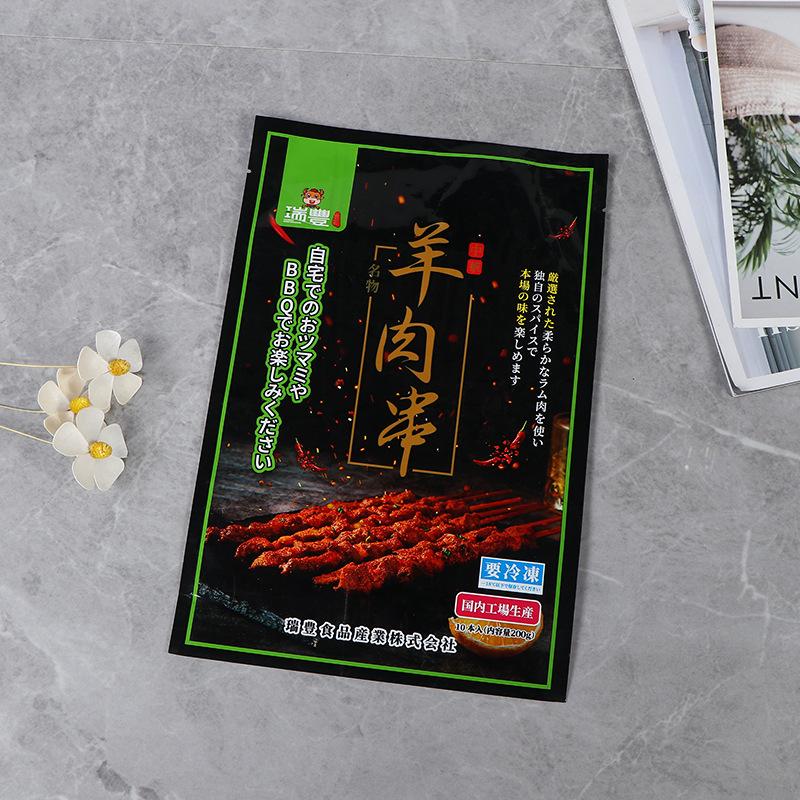 瑞豐
名物
羊肉串
厳選された柔らかなラム肉を使い
独自のスパイスで
本場の味を楽しめます
自宅でのおツマミや
BBQでお楽しみください
要冷凍
国内工場生産
10本入(内容量200g)
瑞豐食品産業株式会社